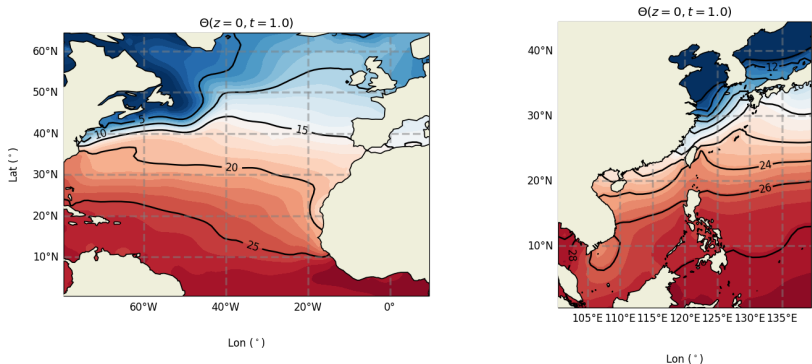 Θ(z = 0, t = 1.0)
60°N
50°N
40°N
30°N
20°N
10°N
Lat (°)
5
10
15
20
25
60°W
40°W
20°W
0°
Lon (°)
Θ(z = 0, t = 1.0)
40°N
30°N
20°N
10°N
12
24
26
28
105°E
110°E
115°E
120°E
125°E
130°E
135°E
Lon (°)